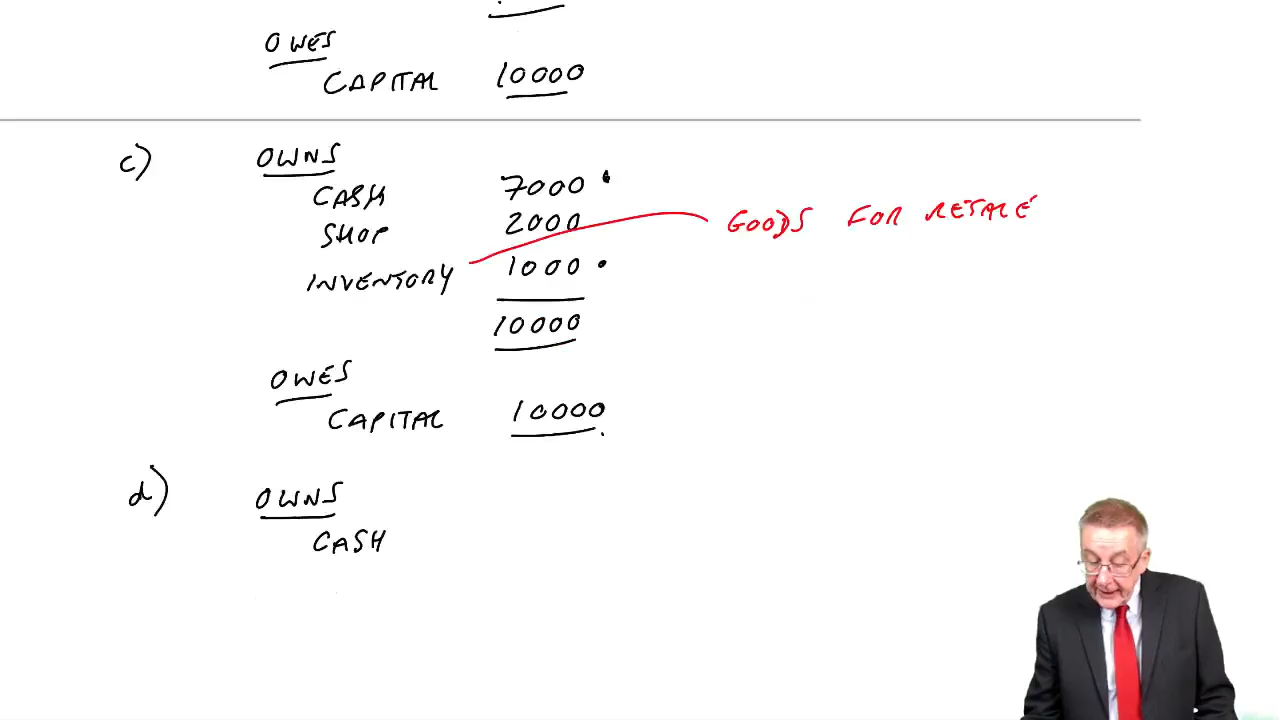 OWES
CAPITAL 10000
c) OWNS
CASH 7000
SHOP 2000
GOODS FOR RESALE
INVENTORY 1000
10000
OWES
CAPITAL 10000
d) OWNS
CASH